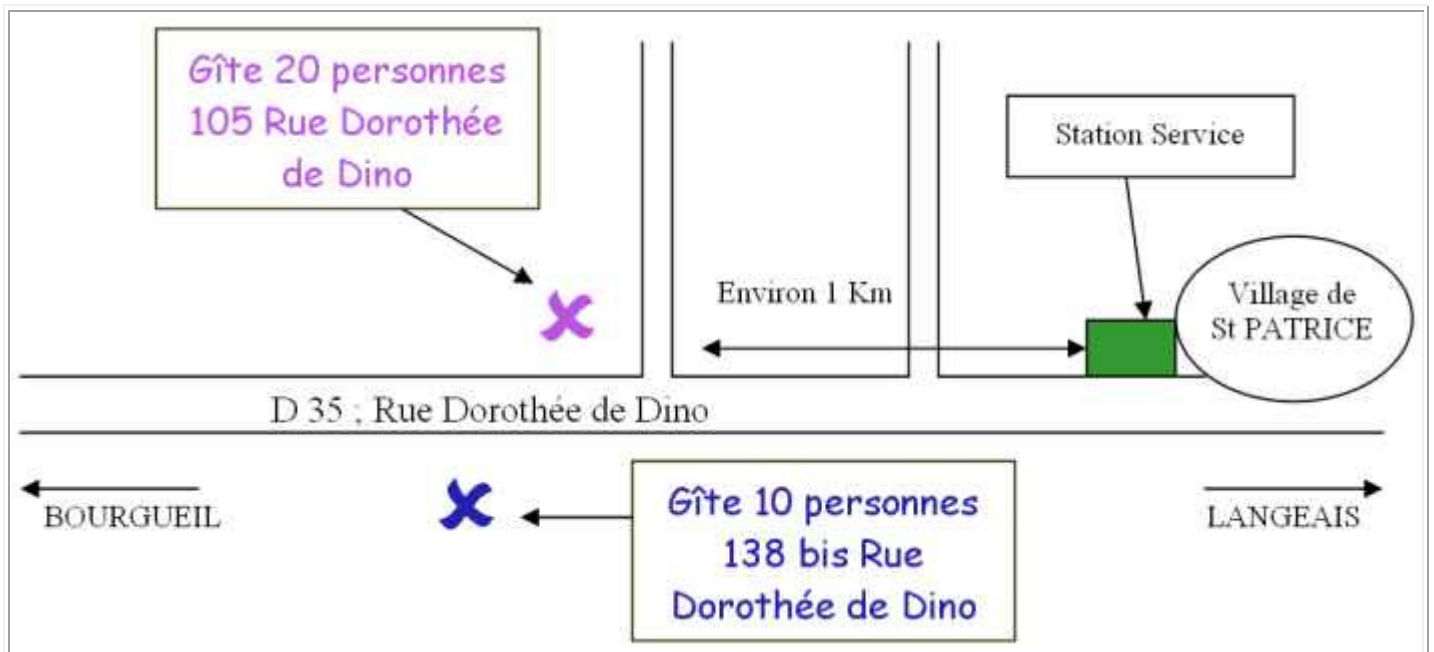 Gîte 20 personnes
105 Rue Dorothée
de Dino
Station Service
Environ 1 Km
Village de
St PATRICE
D 35 ; Rue Dorothée de Dino
BOURGUEIL
Gîte 10 personnes
138 bis Rue
Dorothée de Dino
LANGEAIS